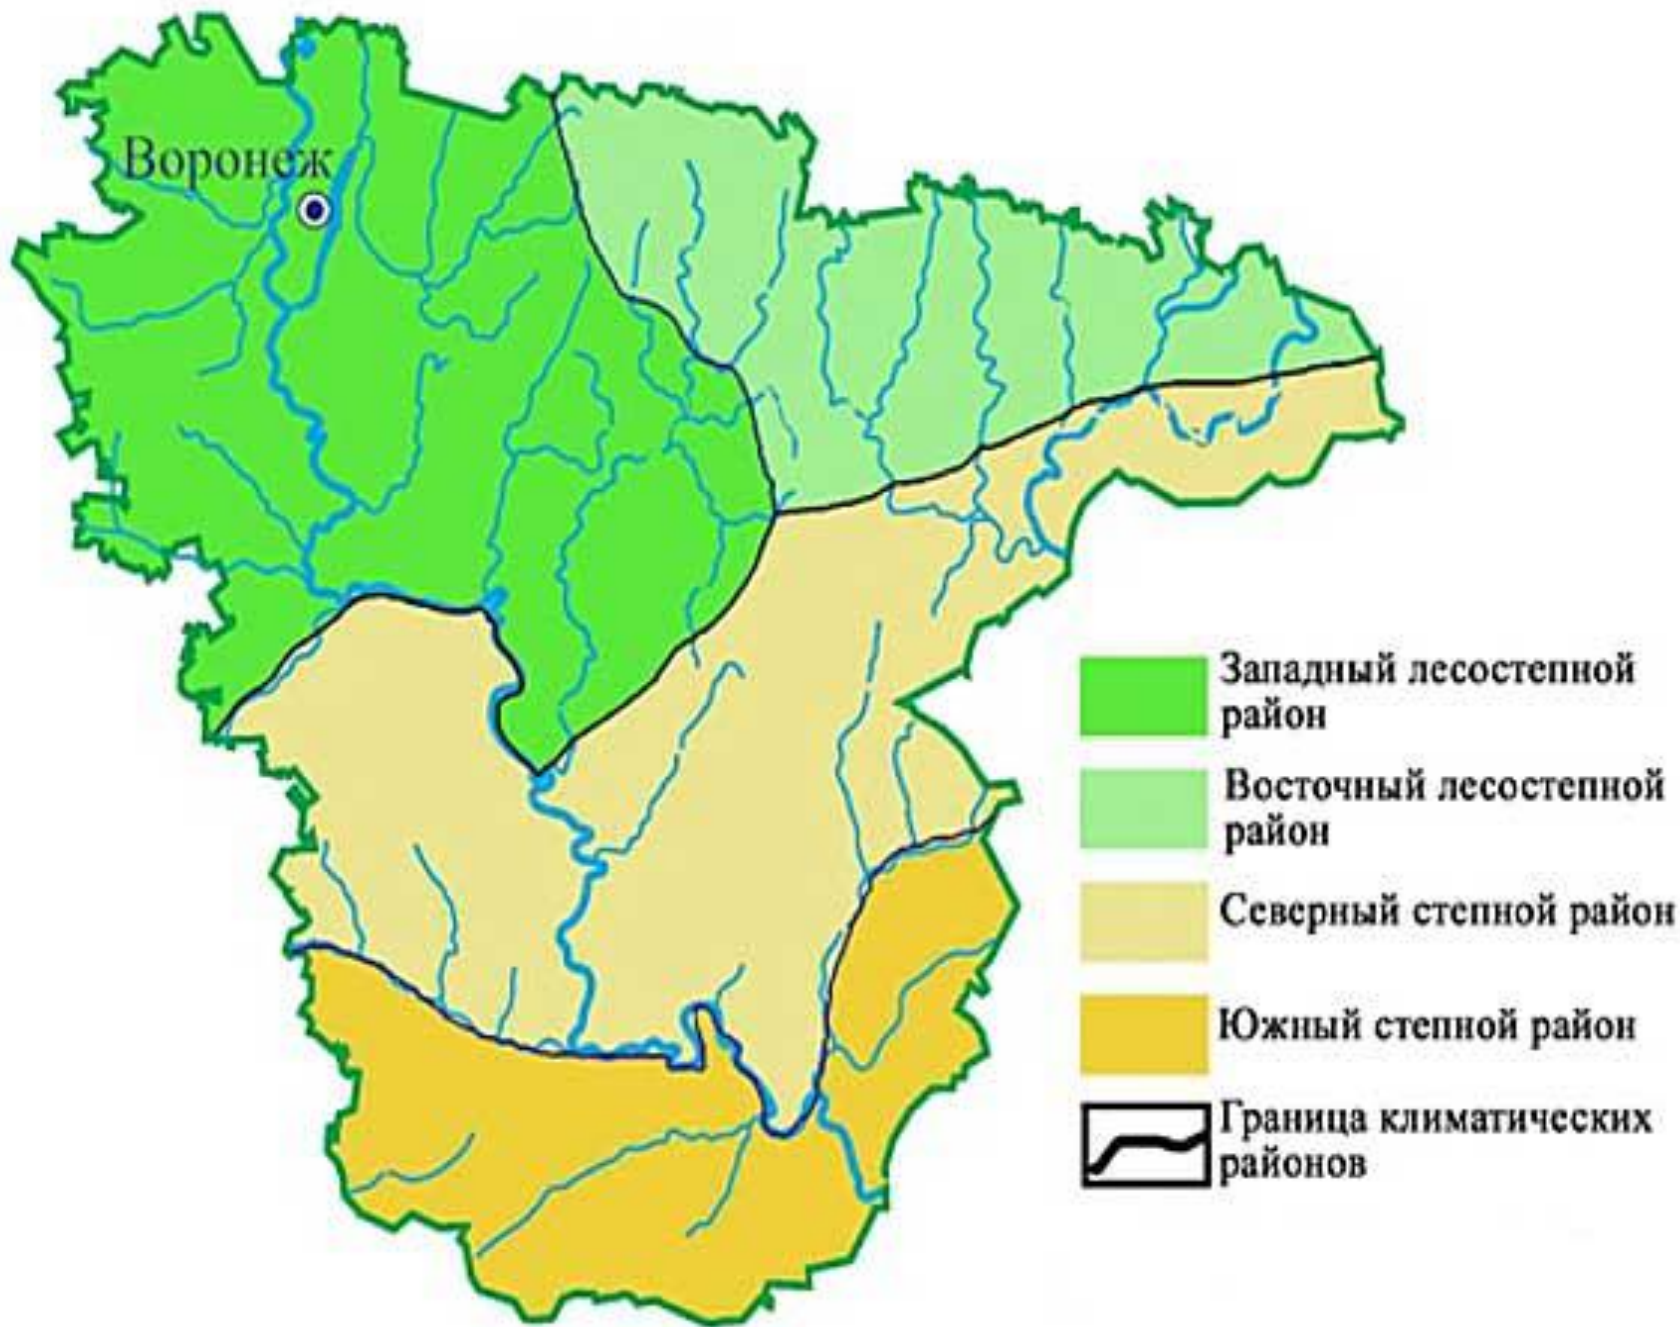 Воронеж
Западный лесостепной
район
Восточный лесостепной
район
Северный степной район
Южный степной район
Граница климатических
районов